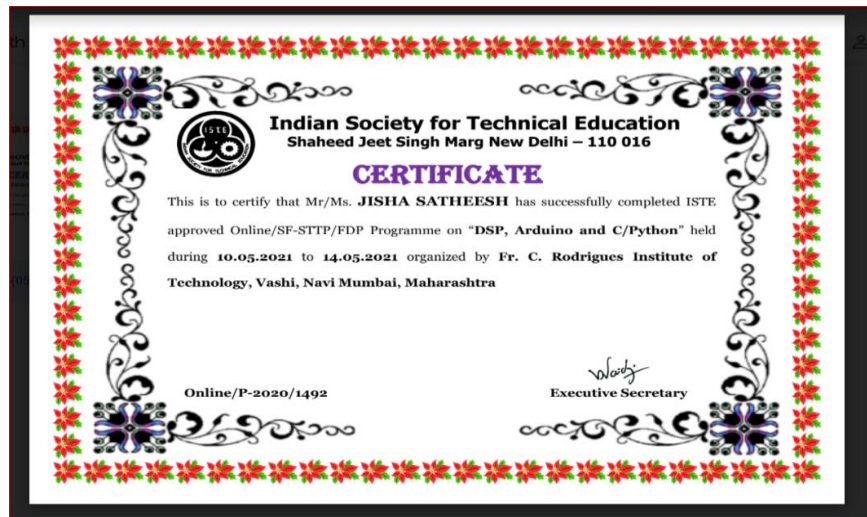 ISTE
Indian Society for Technical Education
Shaheed Jeet Singh Marg New Delhi – 110 016
CERTIFICATE
This is to certify that Mr/Ms. JISHA SATHEESH has successfully completed ISTE
approved Online/SF-STTP/FDP Programme on “DSP, Arduino and C/Python” held
during 10.05.2021 to 14.05.2021 organized by Fr. C. Rodrigues Institute of
Technology, Vashi, Navi Mumbai, Maharashtra
Online/P-2020/1492
Executive Secretary